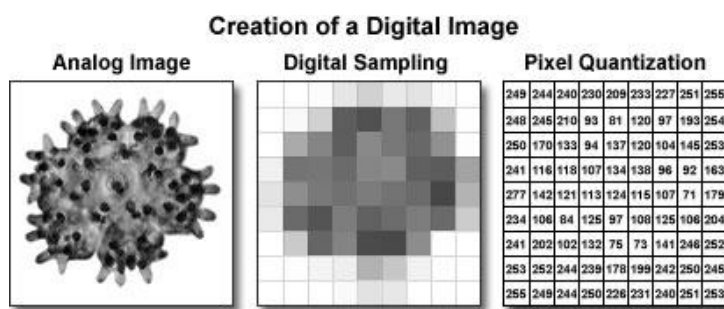 Creation of a Digital Image
Analog Image
Digital Sampling
Pixel Quantization
249 244 240 230 209 233 227 251 255
248 245 210 93 81 120 97 193 254
250 170 133 94 137 120 104 145 253
241 116 118 107 134 138 96 92 163
277 142 121 113 124 115 107 71 179
234 106 84 125 97 108 125 106 204
241 202 102 132 75 73 141 246 252
253 252 244 239 178 199 242 250 245
255 249 244 250 226 231 240 251 253